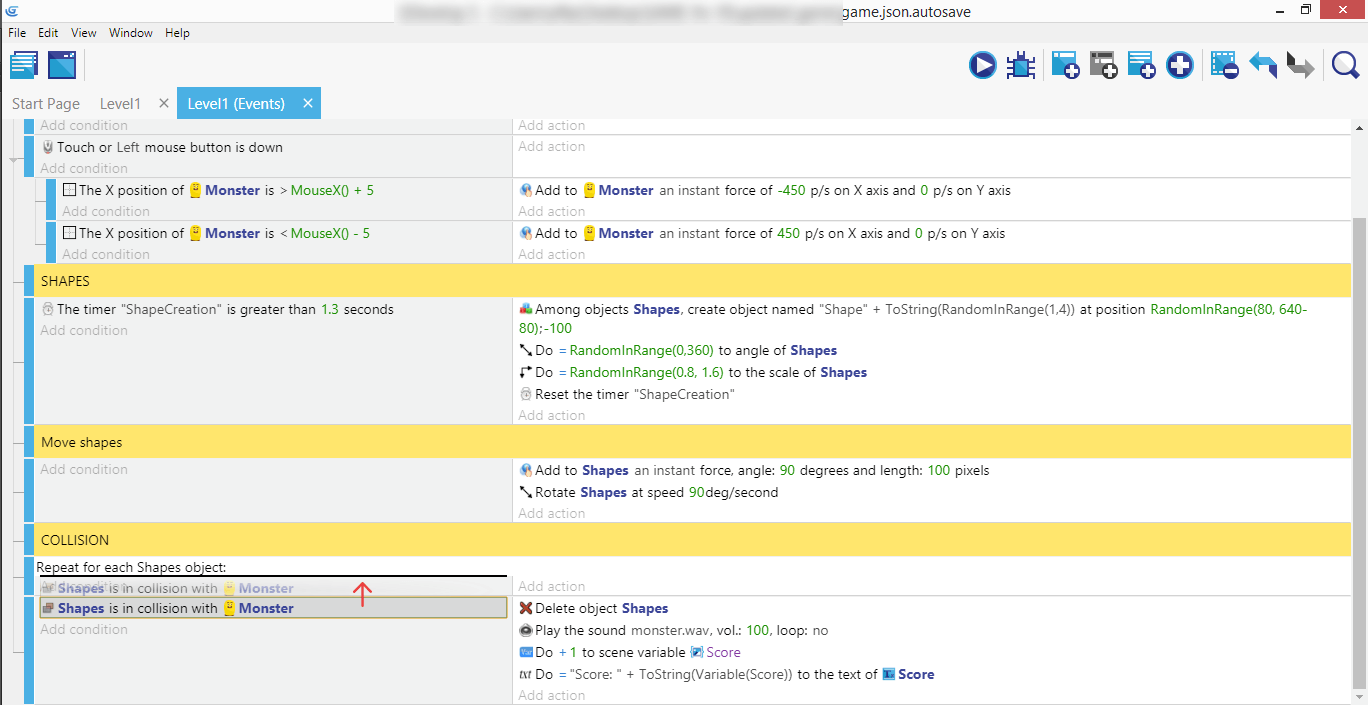 game.json.autosave
File Edit View Window Help
Start Page Level1 Level1 (Events)
Add condition Add action
Touch or Left mouse button is down Add action
Add condition
The X position of Monster is > MouseX() + 5 Add to Monster an instant force of -450 p/s on X axis and 0 p/s on Y axis
Add condition Add action
The X position of Monster is < MouseX() - 5 Add to Monster an instant force of 450 p/s on X axis and 0 p/s on Y axis
Add condition Add action
SHAPES
The timer "ShapeCreation" is greater than 1.3 seconds
Add condition
Among objects Shapes, create object named "Shape" + ToString(RandomInRange(1,4)) at position RandomInRange(80, 640-
80);-100
Do =RandomInRange(0,360) to angle of Shapes
Do =RandomInRange(0.8, 1.6) to the scale of Shapes
Reset the timer "ShapeCreation"
Add action
Move shapes
Add condition
Add to Shapes an instant force, angle: 90 degrees and length: 100 pixels
Rotate Shapes at speed 90deg/second
Add action
COLLISION
Repeat for each Shapes object:
Add condition
Shapes is in collision with Monster
Add action
Shapes is in collision with Monster
Add condition
Delete object Shapes
Play the sound monster.wav, vol.: 100, loop: no
Do +1 to scene variable Score
txt Do ="Score: " + ToString(Variable(Score)) to the text of Score
Add action